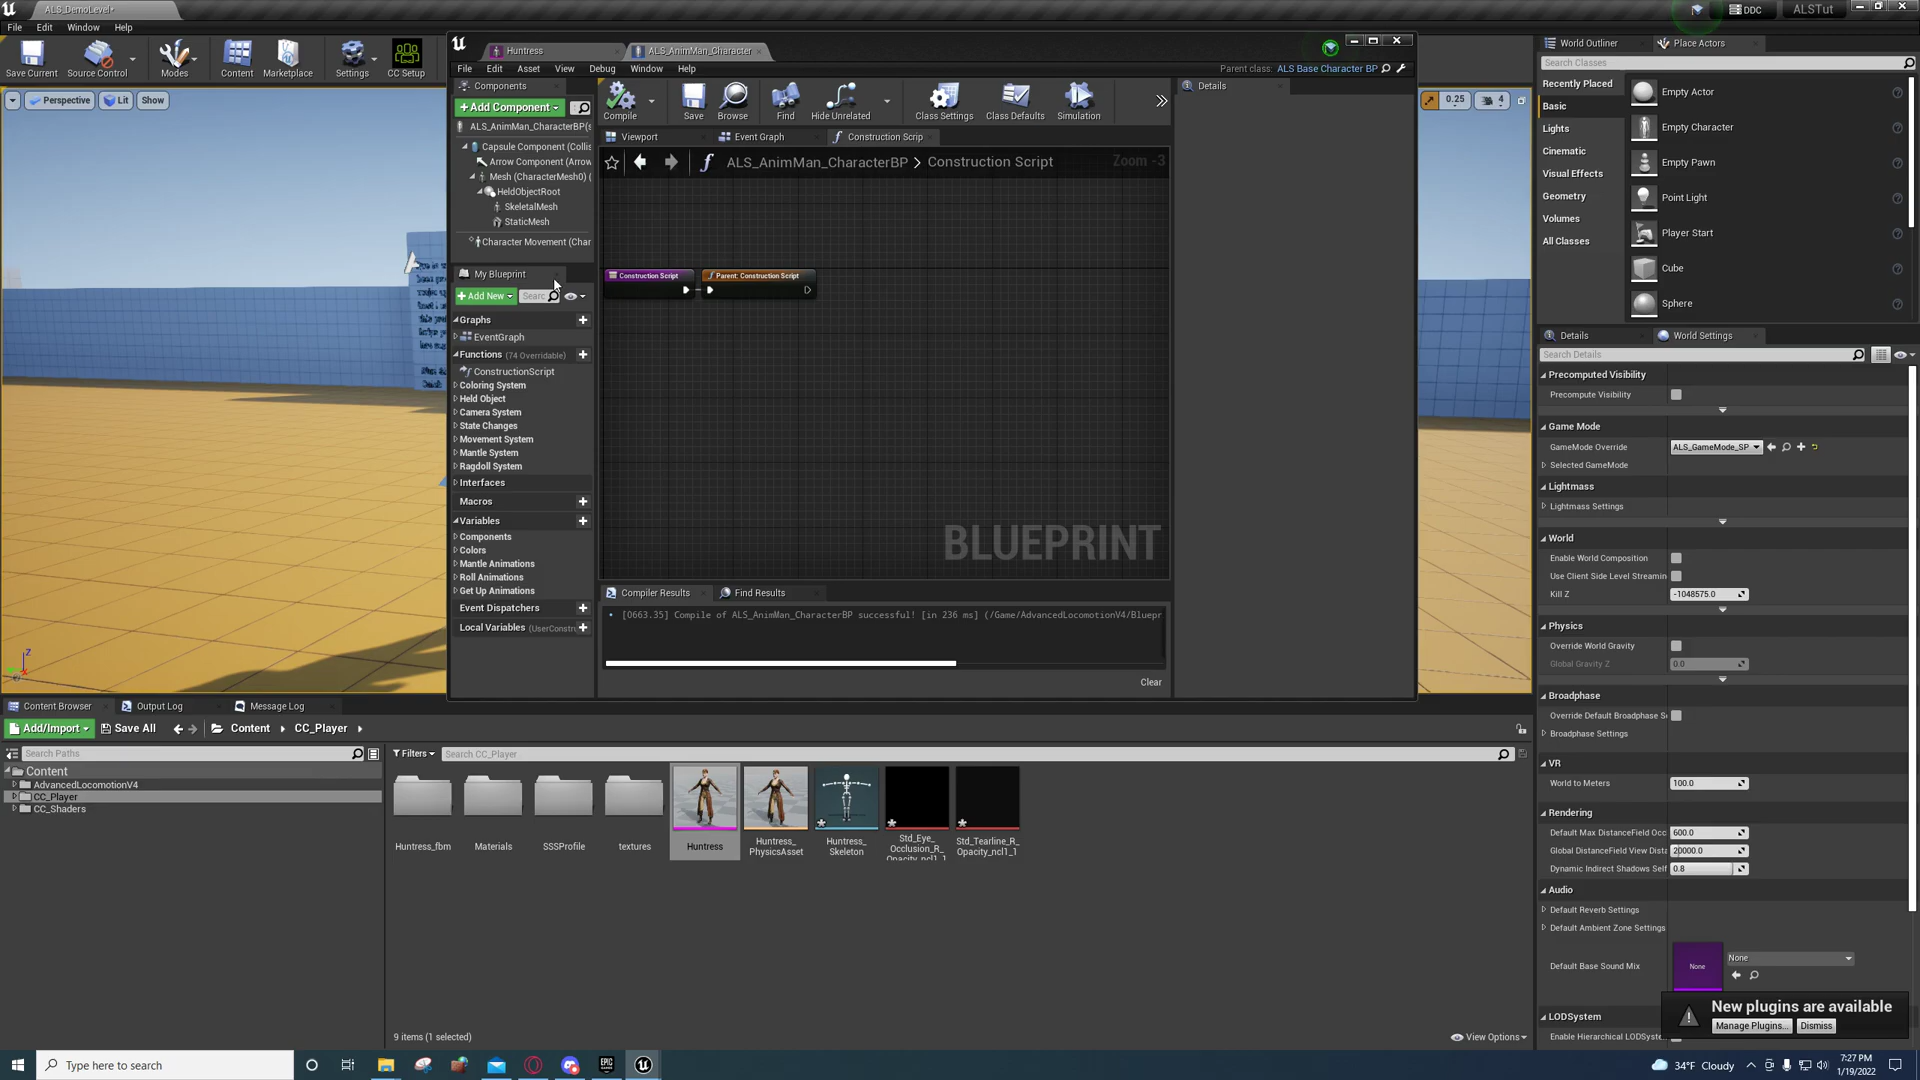 ALS_DemoLevel*
DDC
ALSTut
File Edit Window Help
Save Current
Source Control
Modes
Content
Marketplace
Settings
CC Setup
Perspective
Lit
Show
0.25
4
Huntress
ALS_AnimMan_Character
File Edit Asset View Debug Window Help
Parent class: ALS Base Character BP
Components
+ Add Component
ALS_AnimMan_CharacterBP(s
Capsule Component (Collis
Arrow Component (Arrow
Mesh (CharacterMesh0) (
HeldObjectRoot
SkeletalMesh
StaticMesh
Character Movement (Char
My Blueprint
+ Add New
Searc
Graphs
EventGraph
Functions (74 Overridable)
ConstructionScript
Coloring System
Held Object
Camera System
State Changes
Movement System
Mantle System
Ragdoll System
Interfaces
Macros
Variables
Components
Colors
Mantle Animations
Roll Animations
Get Up Animations
Event Dispatchers
Local Variables (UserConstru
Compile
Save
Browse
Find
Hide Unrelated
Class Settings
Class Defaults
Simulation
Viewport
Event Graph
Construction Scrip
ALS_AnimMan_CharacterBP > Construction Script
Zoom -3
Construction Script
Parent: Construction Script
BLUEPRINT
Compiler Results
Find Results
[0663.35] Compile of ALS_AnimMan_CharacterBP successful! [in 236 ms] (/Game/AdvancedLocomotionV4/Bluepr
Clear
Details
World Outliner
Place Actors
Search Classes
Recently Placed
Basic
Lights
Cinematic
Visual Effects
Geometry
Volumes
All Classes
Empty Actor
Empty Character
Empty Pawn
Point Light
Player Start
Cube
Sphere
Details
World Settings
Search Details
Precomputed Visibility
Precompute Visibility
Game Mode
GameMode Override
ALS_GameMode_SP
Selected GameMode
Lightmass
Lightmass Settings
World
Enable World Composition
Use Client Side Level Streamin
Kill Z
-1048575.0
Physics
Override World Gravity
Global Gravity Z
0.0
Broadphase
Override Default Broadphase Se
Broadphase Settings
VR
World to Meters
100.0
Rendering
Default Max DistanceField Occ
600.0
Global DistanceField View Dista
20000.0
Dynamic Indirect Shadows Self
0.8
Audio
Default Reverb Settings
Default Ambient Zone Settings
Default Base Sound Mix
None
None
LODSystem
Enable Hierarchical LODSyste
New plugins are available
Manage Plugins...
Dismiss
Content Browser
Output Log
Message Log
Add/Import
Save All
Content
CC_Player
Search Paths
Filters
Search CC_Player
Content
AdvancedLocomotionV4
CC_Player
CC_Shaders
Huntress_fbm
Materials
SSSProfile
textures
Huntress
Huntress_
PhysicsAsset
Huntress_
Skeleton
Std_Eye_
Occlusion_R_
Opacity_ncl1_1
Std_Tearline_R_
Opacity_ncl1_1
9 items (1 selected)
View Options
Type here to search
EPIC
GAMES
34°F Cloudy
7:27 PM
1/19/2022